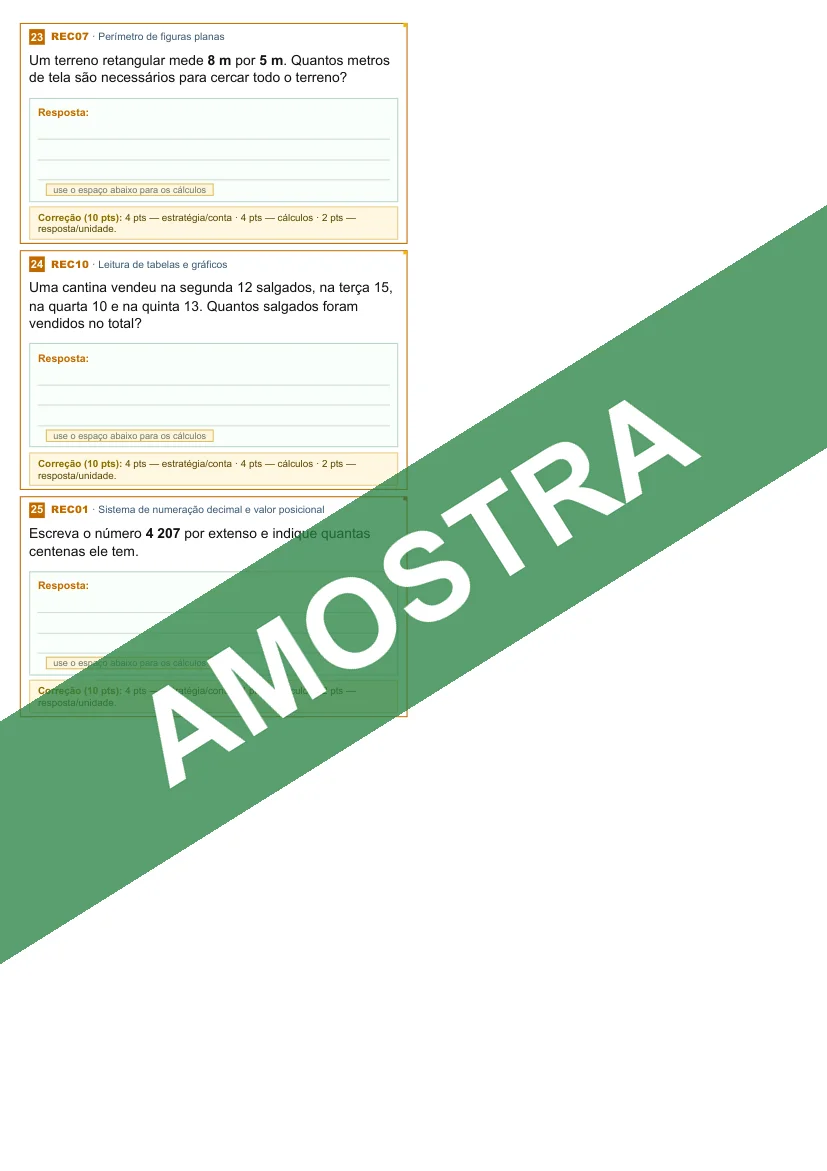 23 REC07 · Perímetro de figuras planas
Um terreno retangular mede 8 m por 5 m. Quantos metros
de tela são necessários para cercar todo o terreno?
Resposta:
use o espaço abaixo para os cálculos
Correção (10 pts): 4 pts — estratégia/conta · 4 pts — cálculos · 2 pts —
resposta/unidade.
24 REC10 · Leitura de tabelas e gráficos
Uma cantina vendeu na segunda 12 salgados, na terça 15,
na quarta 10 e na quinta 13. Quantos salgados foram
vendidos no total?
Resposta:
use o espaço abaixo para os cálculos
Correção (10 pts): 4 pts — estratégia/conta · 4 pts — cálculos · 2 pts —
resposta/unidade.
25 REC01 · Sistema de numeração decimal e valor posicional
Escreva o número 4 207 por extenso e indique quantas
centenas ele tem.
Resposta:
use o espaço abaixo para os cálculos
Correção (10 pts): 4 pts — pts —
resposta/unidade.
AMOSTRA